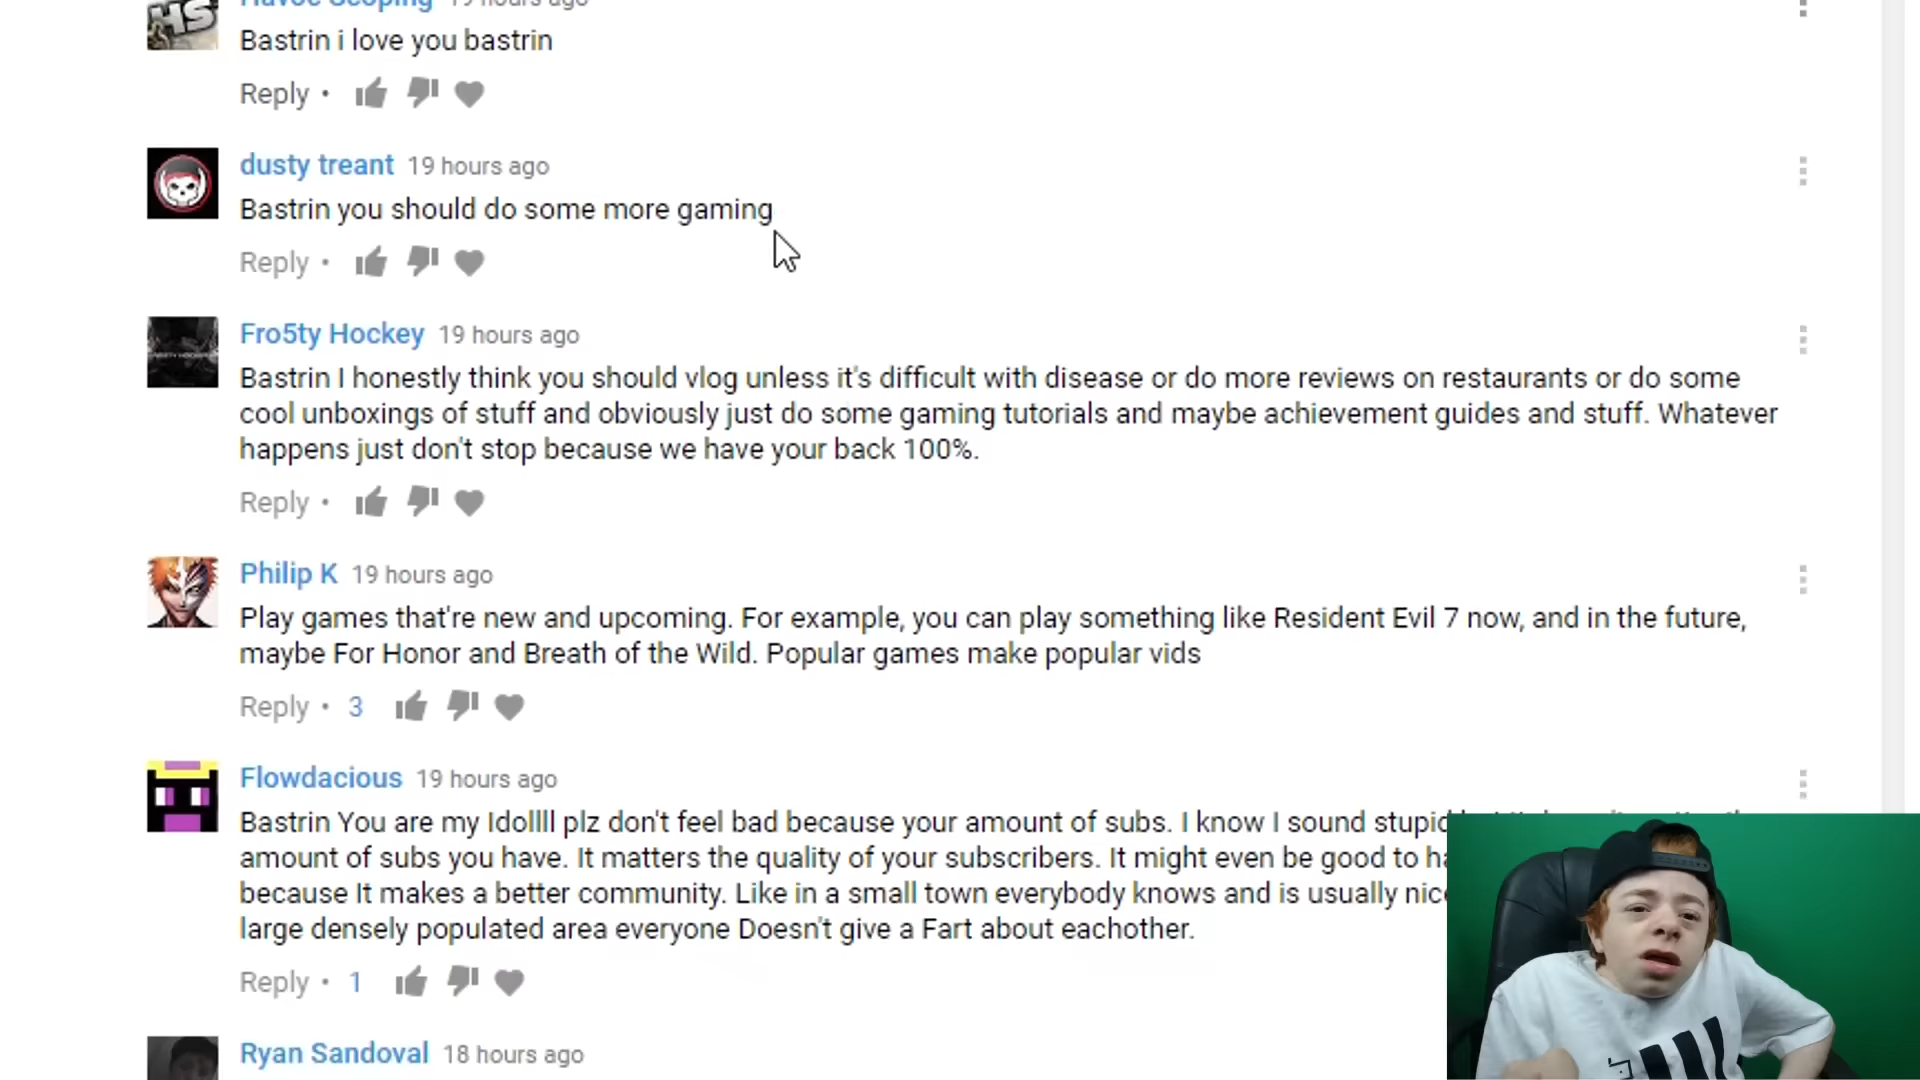 Havoc Scoping 19 hours ago
Bastrin i love you bastrin
Reply •
dusty treant 19 hours ago
Bastrin you should do some more gaming
Reply •
Fro5ty Hockey 19 hours ago
Bastrin I honestly think you should vlog unless it's difficult with disease or do more reviews on restaurants or do some
cool unboxings of stuff and obviously just do some gaming tutorials and maybe achievement guides and stuff. Whatever
happens just don't stop because we have your back 100%.
Reply •
Philip K 19 hours ago
Play games that're new and upcoming. For example, you can play something like Resident Evil 7 now, and in the future,
maybe For Honor and Breath of the Wild. Popular games make popular vids
Reply • 3
Flowdacious 19 hours ago
Bastrin You are my Idollll plz don't feel bad because your amount of subs. I know I sound stupid
amount of subs you have. It matters the quality of your subscribers. It might even be good to
because It makes a better community. Like in a small town everybody knows and is usually nice
large densely populated area everyone Doesn't give a Fart about eachother.
Reply • 1
Ryan Sandoval 18 hours ago
HS